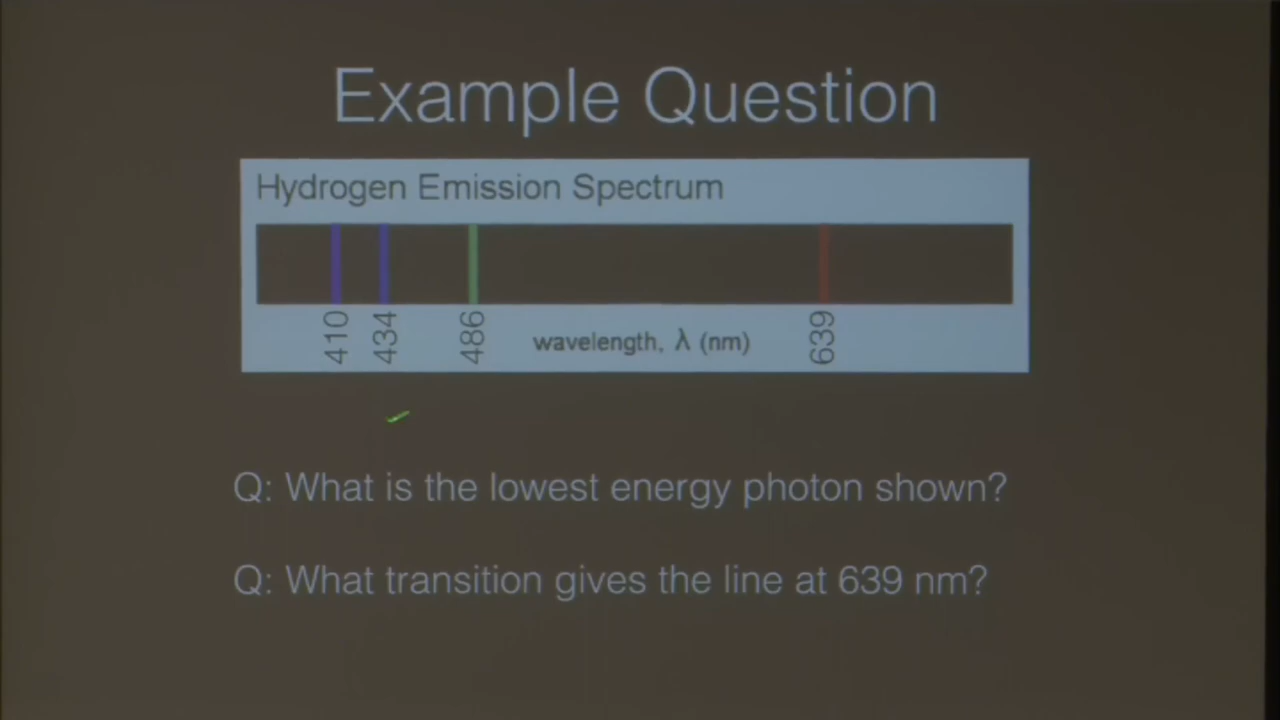 Example Question
Hydrogen Emission Spectrum
410 434 486 wavelength, λ (nm) 639
Q: What is the lowest energy photon shown?
Q: What transition gives the line at 639 nm?